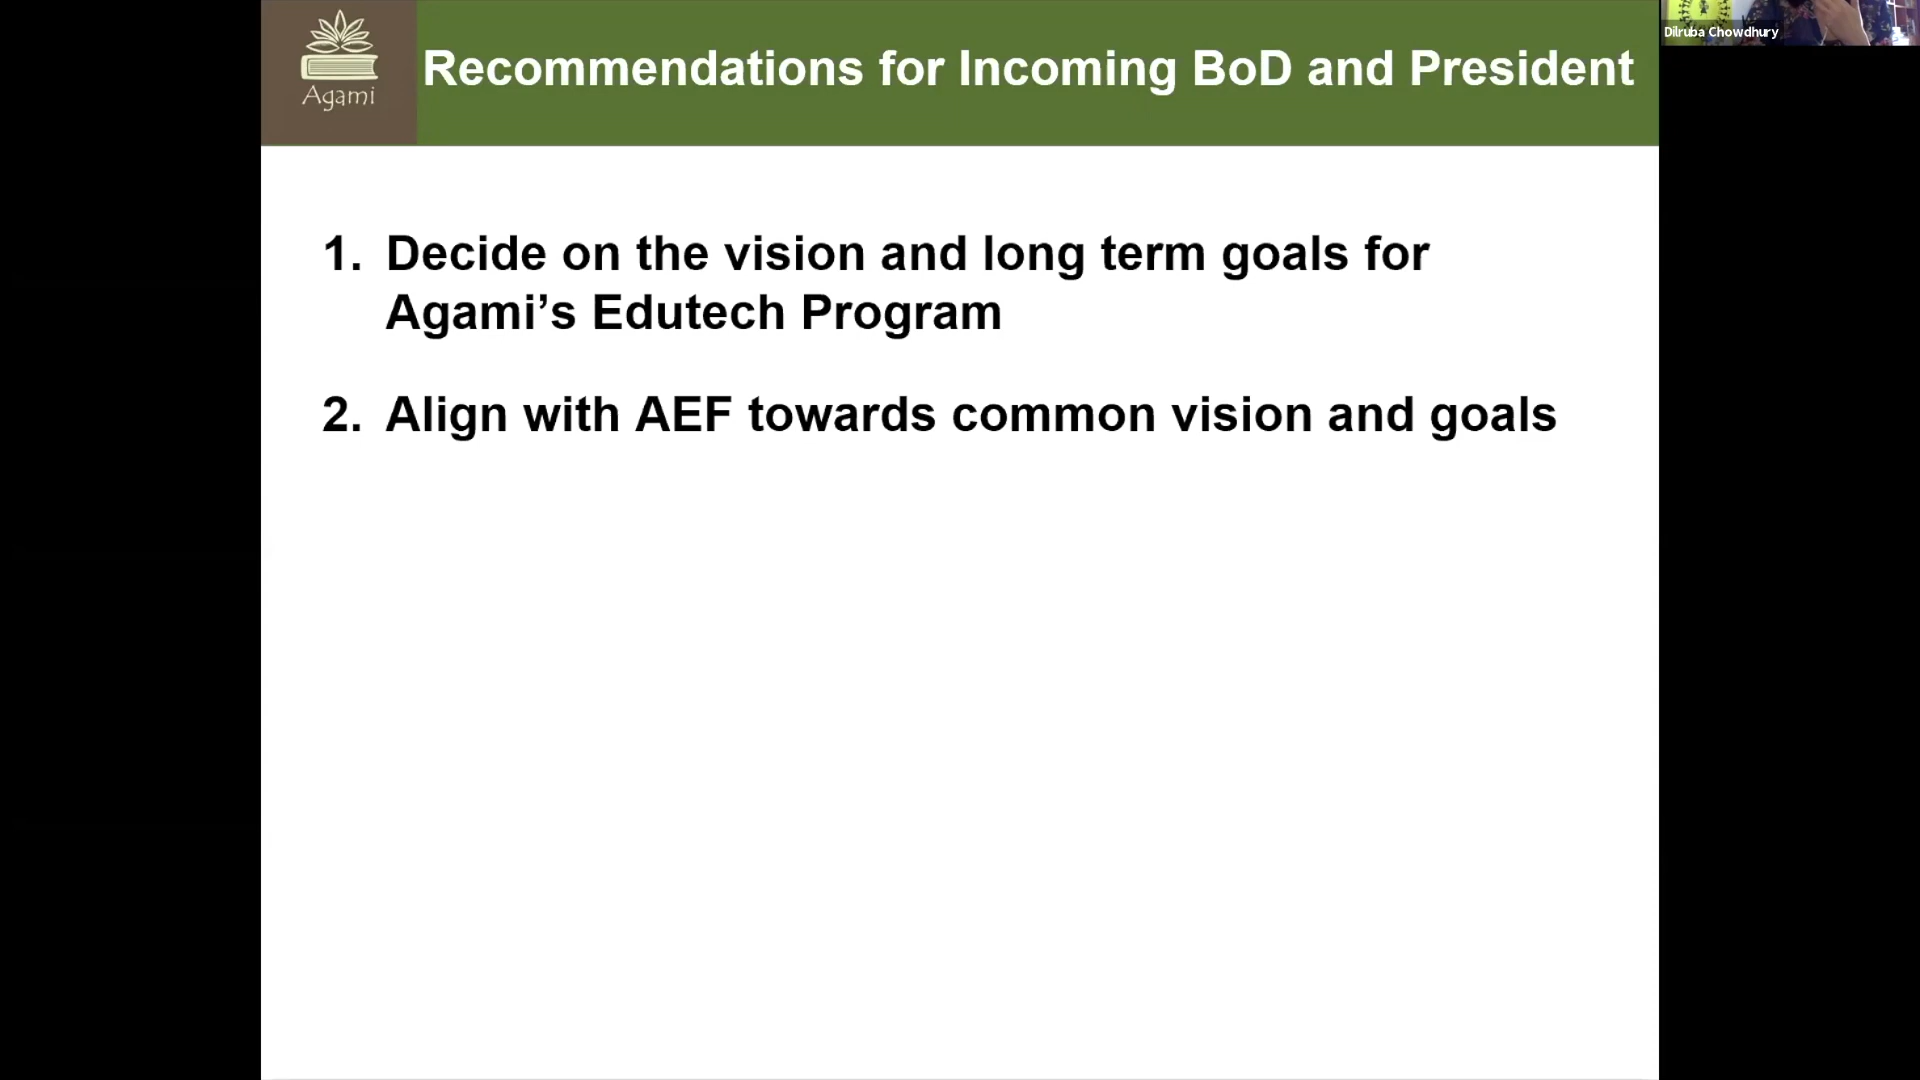 Agami
Recommendations for Incoming BoD and President
Dilruba Chowdhury
1. Decide on the vision and long term goals for
Agami’s Edutech Program
2. Align with AEF towards common vision and goals